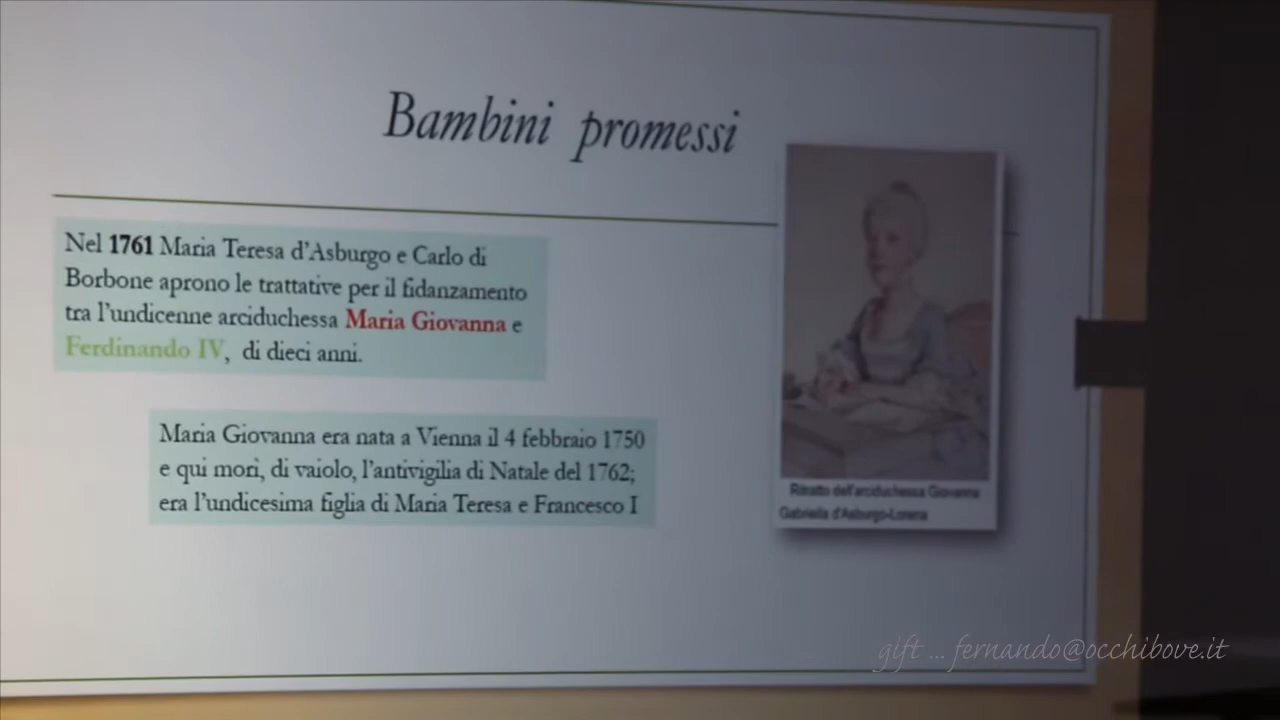 Bambini promessi
Nel 1761 Maria Teresa d'Asburgo e Carlo di
Borbone aprono le trattative per il fidanzamento
tra l'undicenne arciduchessa Maria Giovanna e
Ferdinando IV, di dieci anni.
Maria Giovanna era nata a Vienna il 4 febbraio 1750
e qui morì, di vaiolo, l'antivigilia di Natale del 1762;
era l'undicesima figlia di Maria Teresa e Francesco I
Ritratto dell'arciduchessa Giovanna
Gabriella d'Asburgo-Lorena
gift ... fernando@occhibove.it